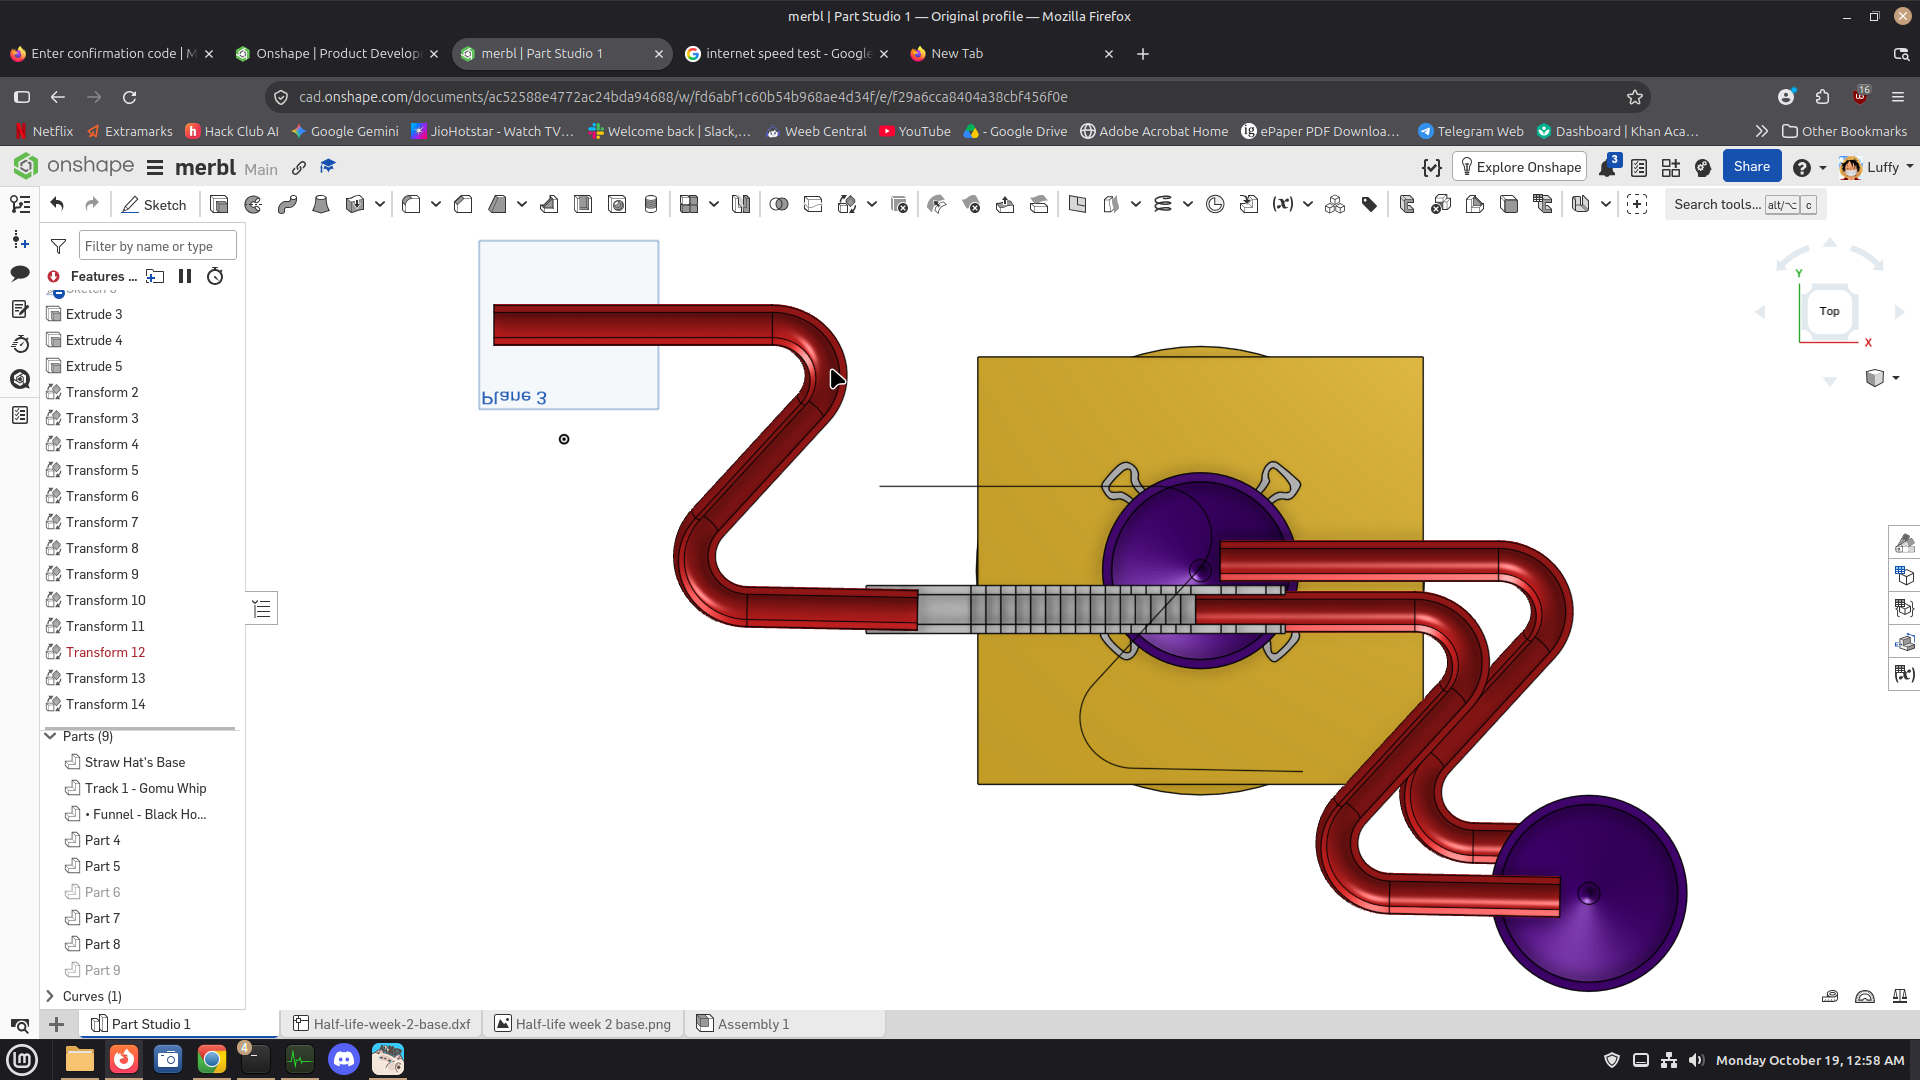 merbl | Part Studio 1 — Original profile — Mozilla Firefox
Enter confirmation code | M
Onshape | Product Develop
merbl | Part Studio 1
internet speed test - Google
New Tab
cad.onshape.com/documents/ac52588e4772ac24bda94688/w/fd6abf1c60b54b968ae4d34f/e/f29a6cca8404a38cbf456f0e
16
Netflix
Extramarks
Hack Club AI
Google Gemini
JioHotstar - Watch TV…
Welcome back | Slack,…
Weeb Central
YouTube
- Google Drive
Adobe Acrobat Home
ePaper PDF Downloa…
Telegram Web
Dashboard | Khan Aca…
Other Bookmarks
onshape
merbl
Main
Explore Onshape
3
Share
Luffy
Sketch
Search tools... alt/⌥ c
Filter by name or type
Features ...
Extrude 3
Extrude 4
Extrude 5
Transform 2
Transform 3
Transform 4
Transform 5
Transform 6
Transform 7
Transform 8
Transform 9
Transform 10
Transform 11
Transform 12
Transform 13
Transform 14
Parts (9)
Straw Hat's Base
Track 1 - Gomu Whip
• Funnel - Black Ho...
Part 4
Part 5
Part 6
Part 7
Part 8
Part 9
Curves (1)
Plane 3
Y
Top
X
Part Studio 1
Half-life-week-2-base.dxf
Half-life week 2 base.png
Assembly 1
4
Monday October 19, 12:58 AM